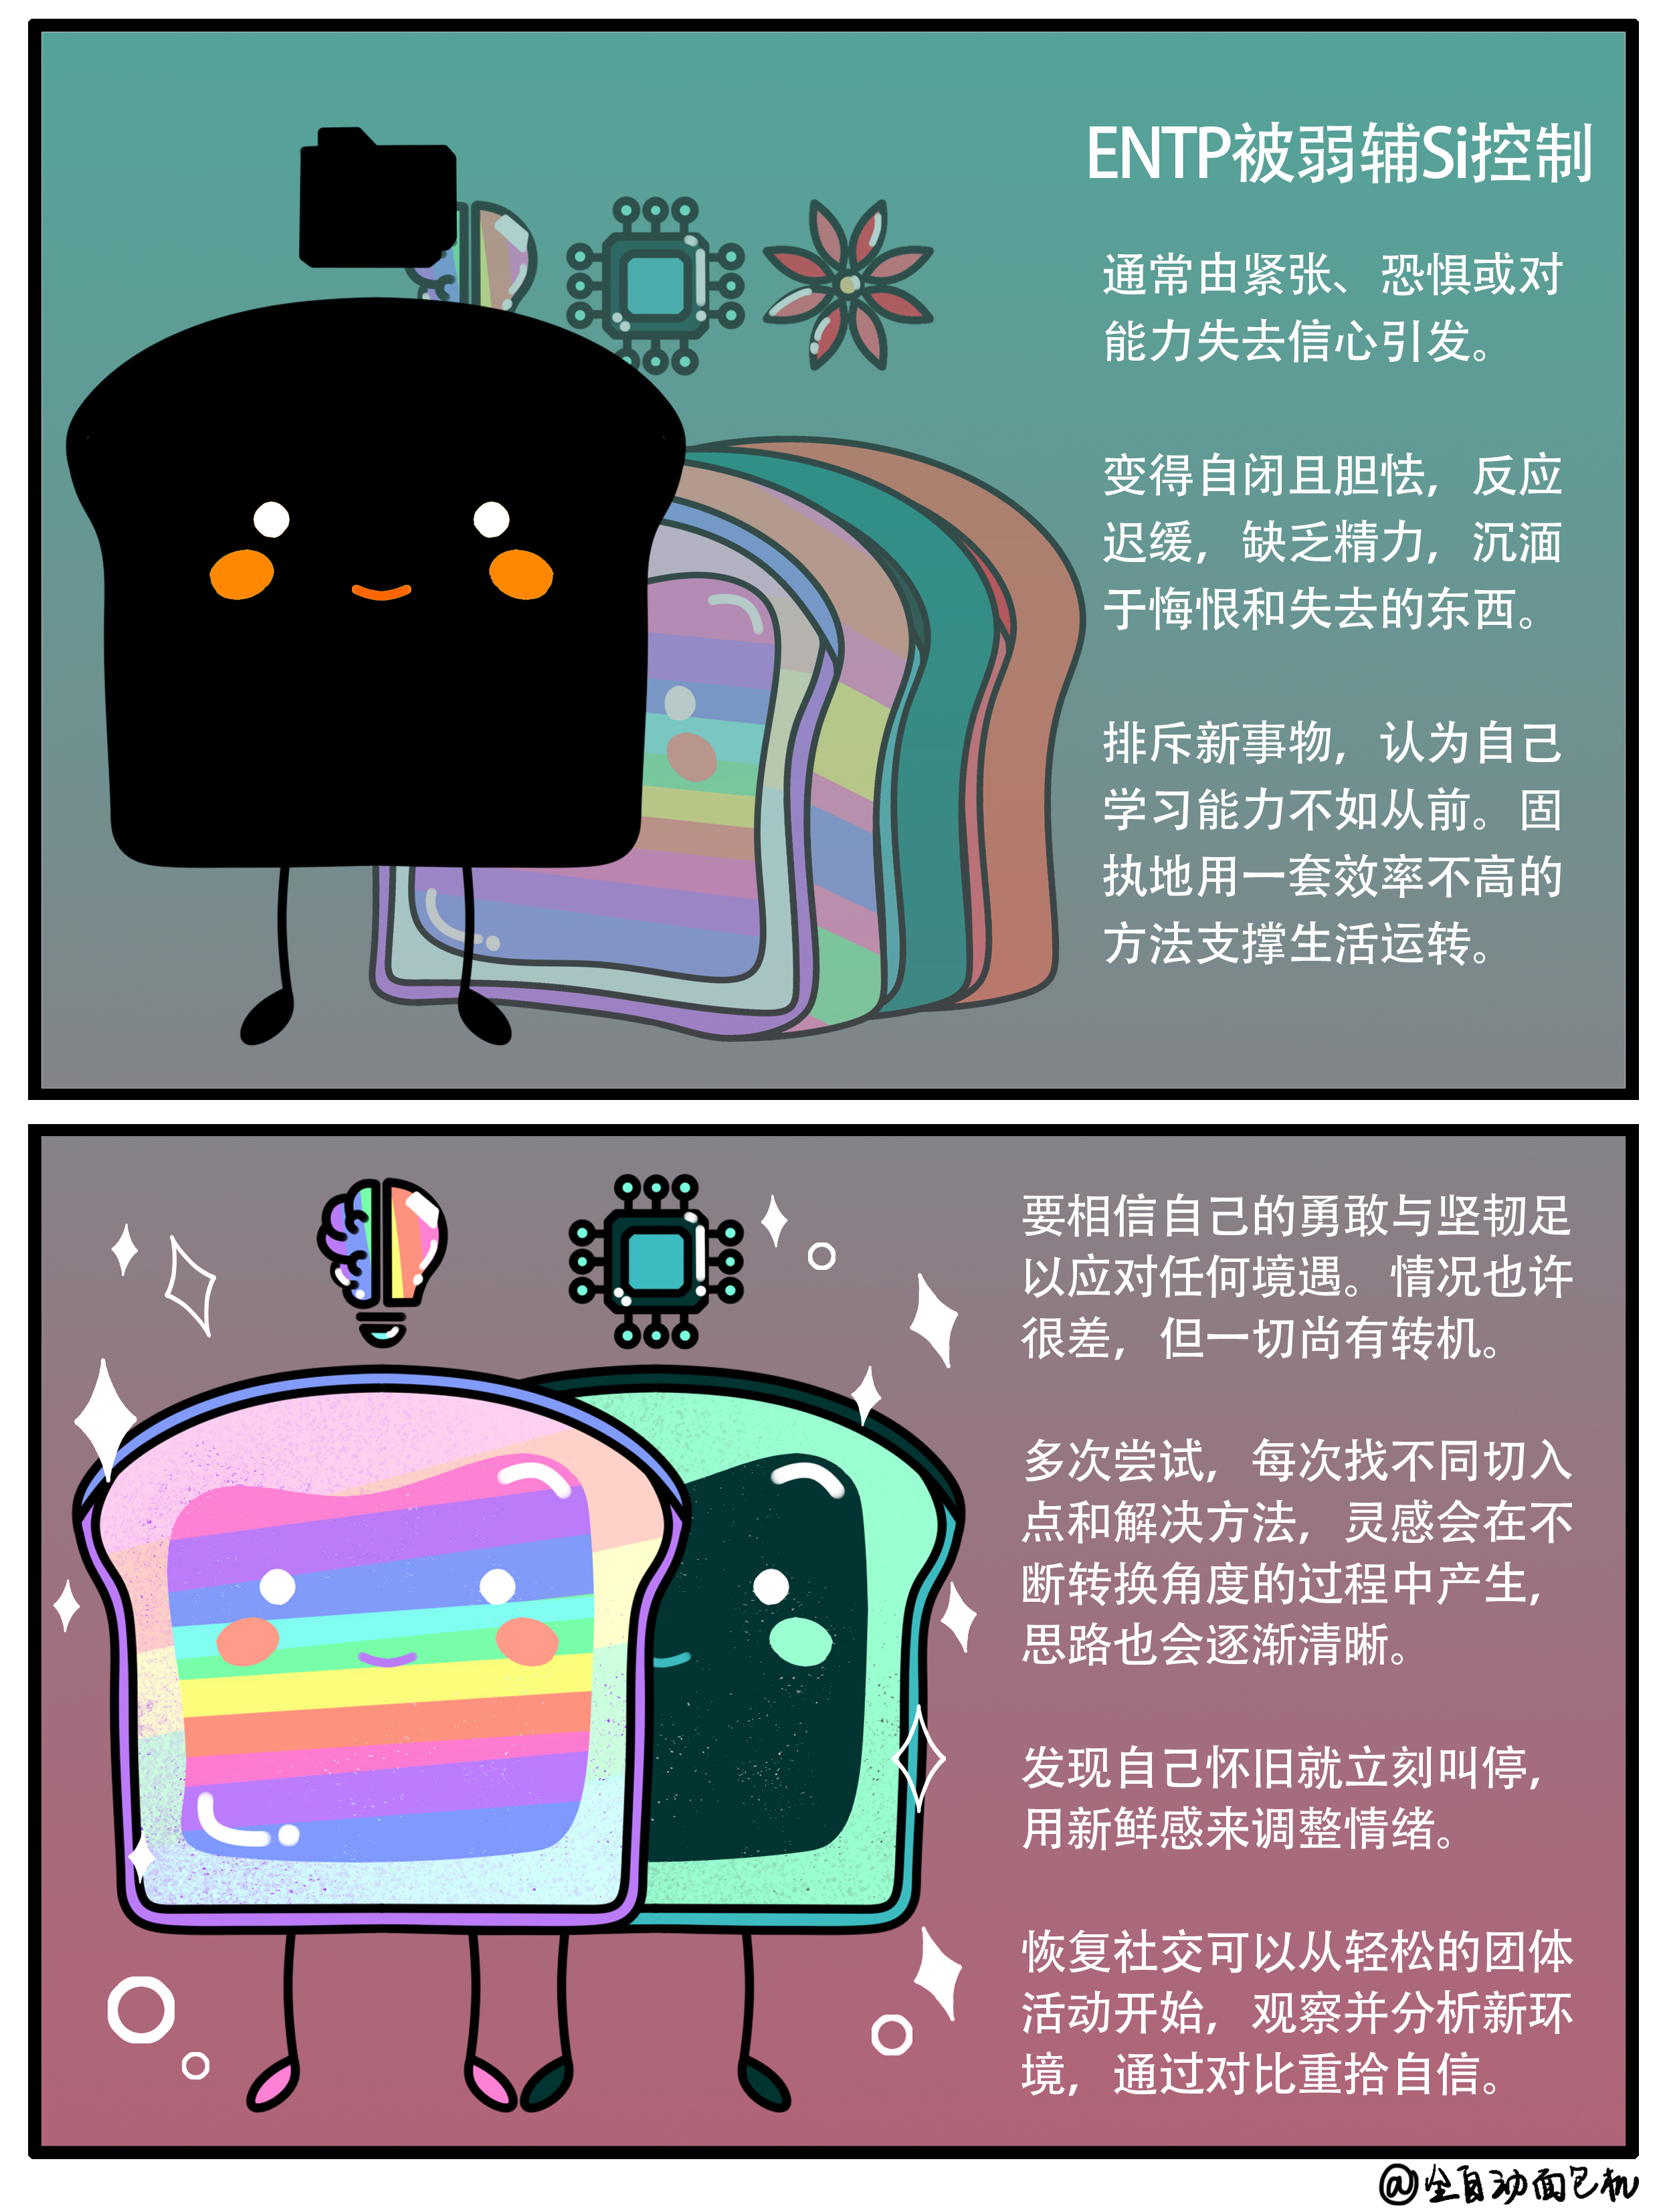 ENTP被弱辅Si控制
通常由紧张、恐惧或对
能力失去信心引发。
变得自闭且胆怯，反应
迟缓，缺乏精力，沉湎
于悔恨和失去的东西。
排斥新事物，认为自己
学习能力不如从前。固
执地用一套效率不高的
方法支撑生活运转。
要相信自己的勇敢与坚韧足
以应对任何境遇。情况也许
很差，但一切尚有转机。
多次尝试，每次找不同切入
点和解决方法，灵感会在不
断转换角度的过程中产生，
思路也会逐渐清晰。
发现自己怀旧就立刻叫停，
用新鲜感来调整情绪。
恢复社交可以从轻松的团体
活动开始，观察并分析新环
境，通过对比重拾自信。
@全自动面包机